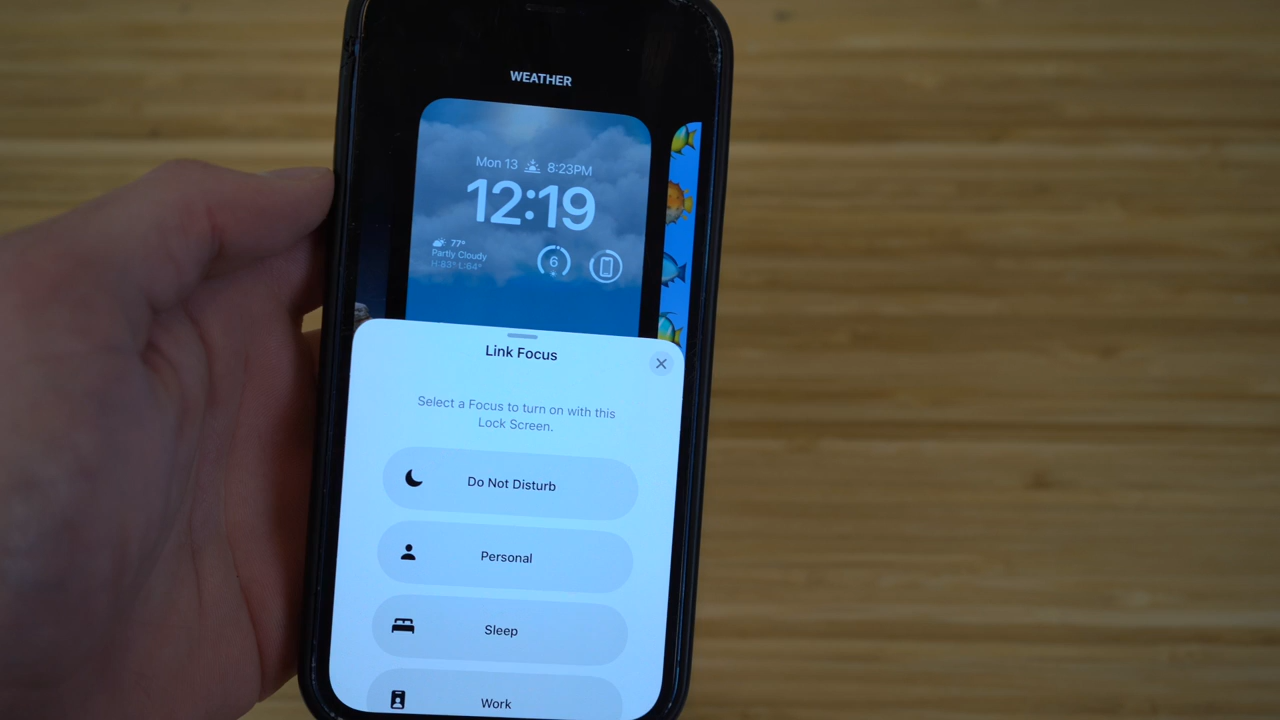 WEATHER
Mon 13 8:23PM
12:19
77°
Partly Cloudy
H:83° L:64°
6
Link Focus
Select a Focus to turn on with this
Lock Screen.
Do Not Disturb
Personal
Sleep
Work